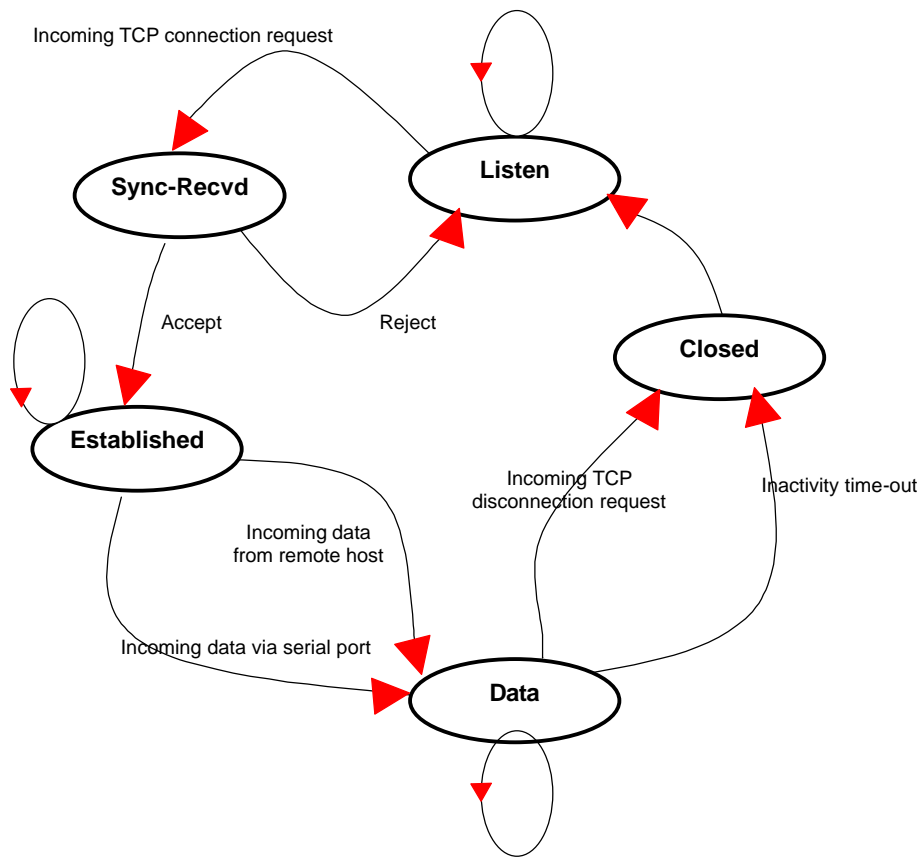 Incoming TCP connection request
Listen
Sync-Recvd
Accept
Reject
Closed
Established
Incoming TCP
disconnection request
Inactivity time-out
Incoming data
from remote host
Incoming data via serial port
Data